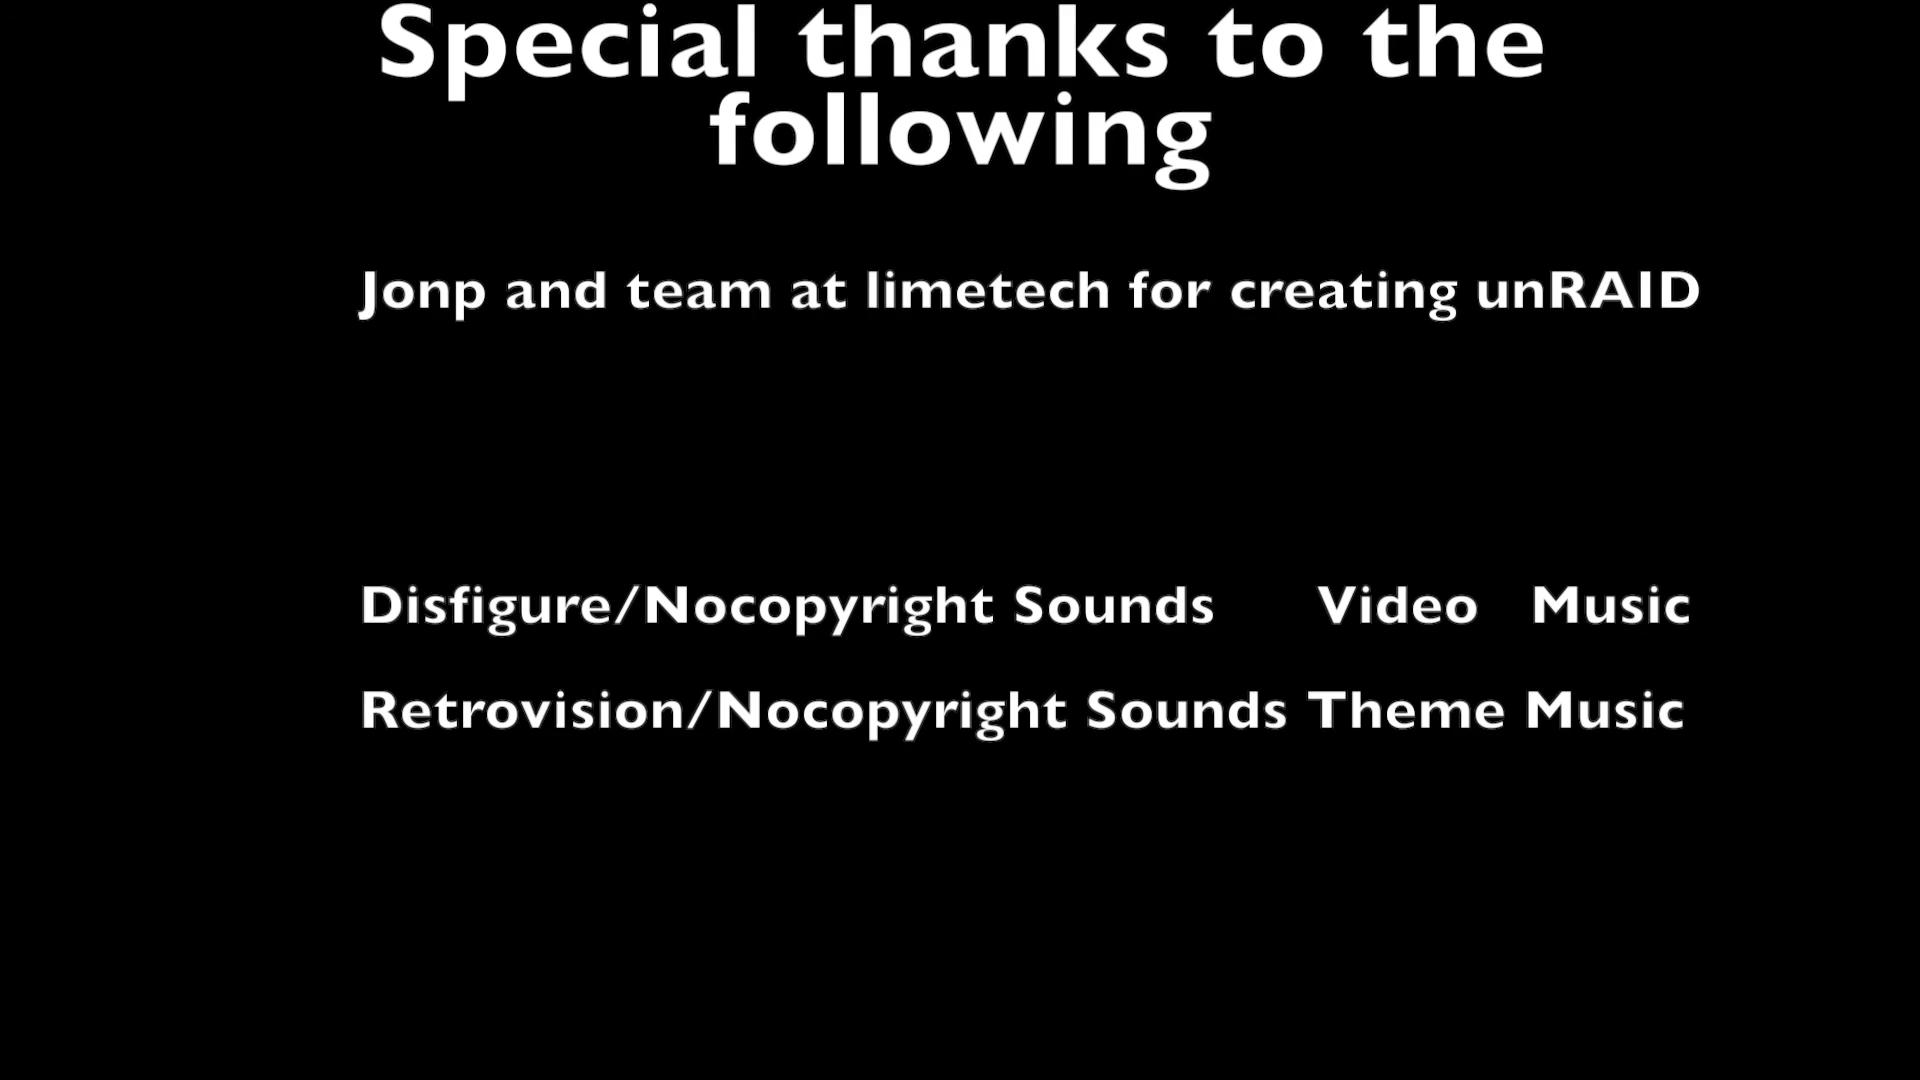 Special thanks to the
following
Jonp and team at limetech for creating unRAID
Disfigure/Nocopyright Sounds Video Music
Retrovision/Nocopyright Sounds Theme Music